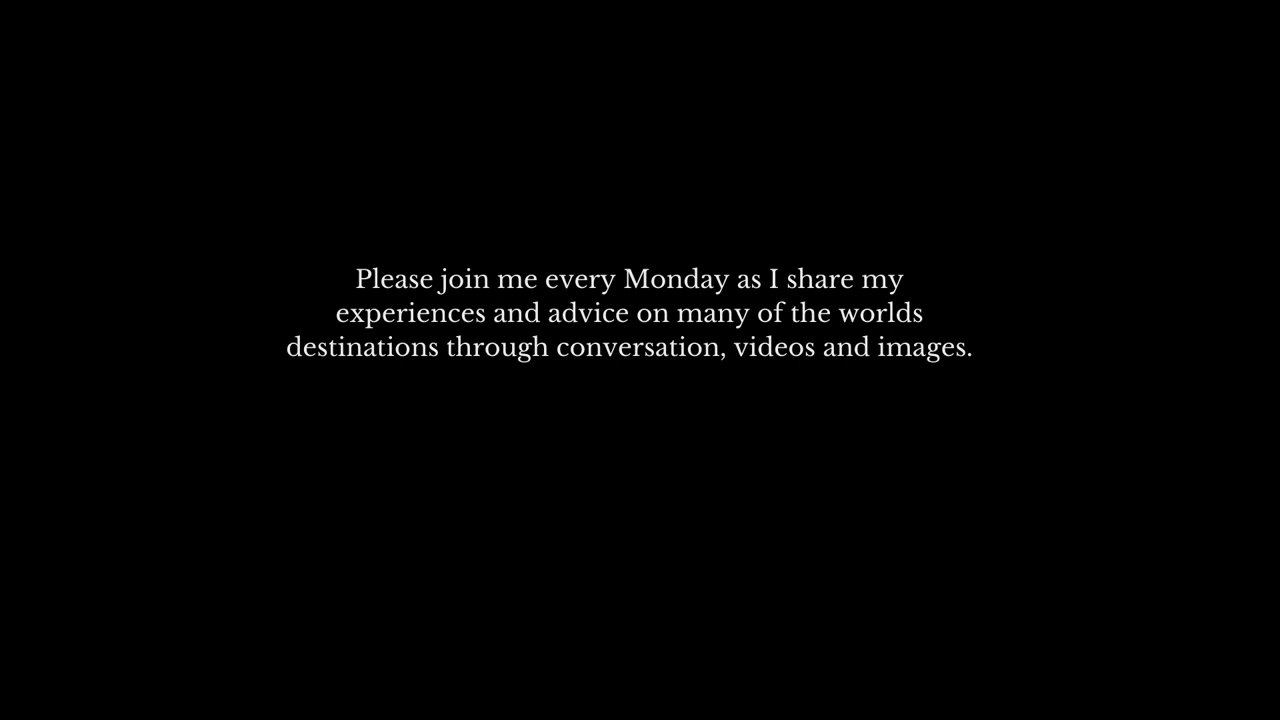 Please join me every Monday as I share my
experiences and advice on many of the worlds
destinations through conversation, videos and images.